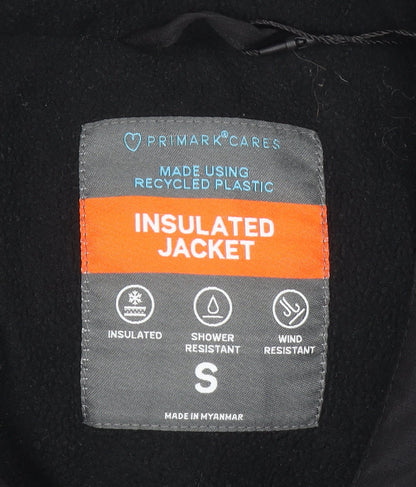 PRIMARK® CARES
MADE USING
RECYCLED PLASTIC
INSULATED
JACKET
INSULATED
SHOWER
RESISTANT
WIND
RESISTANT
S
MADE IN MYANMAR